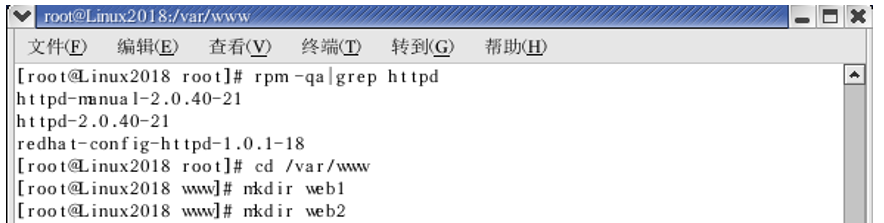 root@Linux2018:/var/www
文件(F) 编辑(E) 查看(V) 终端(T) 转到(G) 帮助(H)
[root@Linux2018 root]# rpm -qa|grep httpd
httpd-manual-2.0.40-21
httpd-2.0.40-21
redhat-config-httpd-1.0.1-18
[root@Linux2018 root]# cd /var/www
[root@Linux2018 www]# mkdir web1
[root@Linux2018 www]# mkdir web2